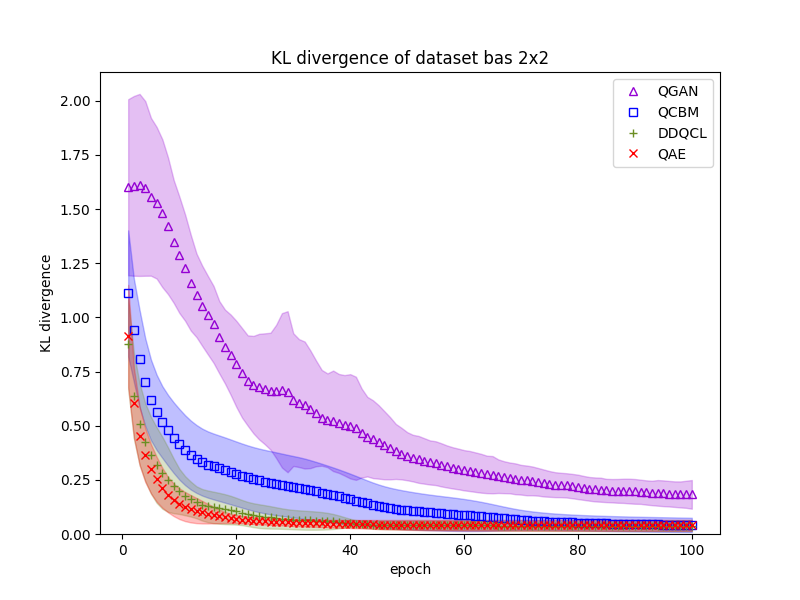 KL divergence of dataset bas 2x2
QGAN
QCBM
DDQCL
QAE
KL divergence
2.00
1.75
1.50
1.25
1.00
0.75
0.50
0.25
0.00
0 20 40 60 80 100
epoch